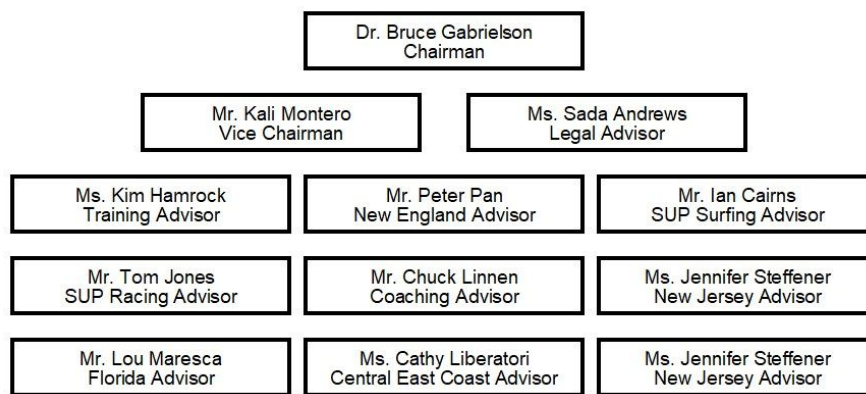 Dr. Bruce Gabrielson
Chairman
Mr. Kali Montero
Vice Chairman
Ms. Sada Andrews
Legal Advisor
Ms. Kim Hamrock
Training Advisor
Mr. Peter Pan
New England Advisor
Mr. Ian Cairns
SUP Surfing Advisor
Mr. Tom Jones
SUP Racing Advisor
Mr. Chuck Linnen
Coaching Advisor
Ms. Jennifer Steffener
New Jersey Advisor
Mr. Lou Maresca
Florida Advisor
Ms. Cathy Liberatori
Central East Coast Advisor
Ms. Jennifer Steffener
New Jersey Advisor